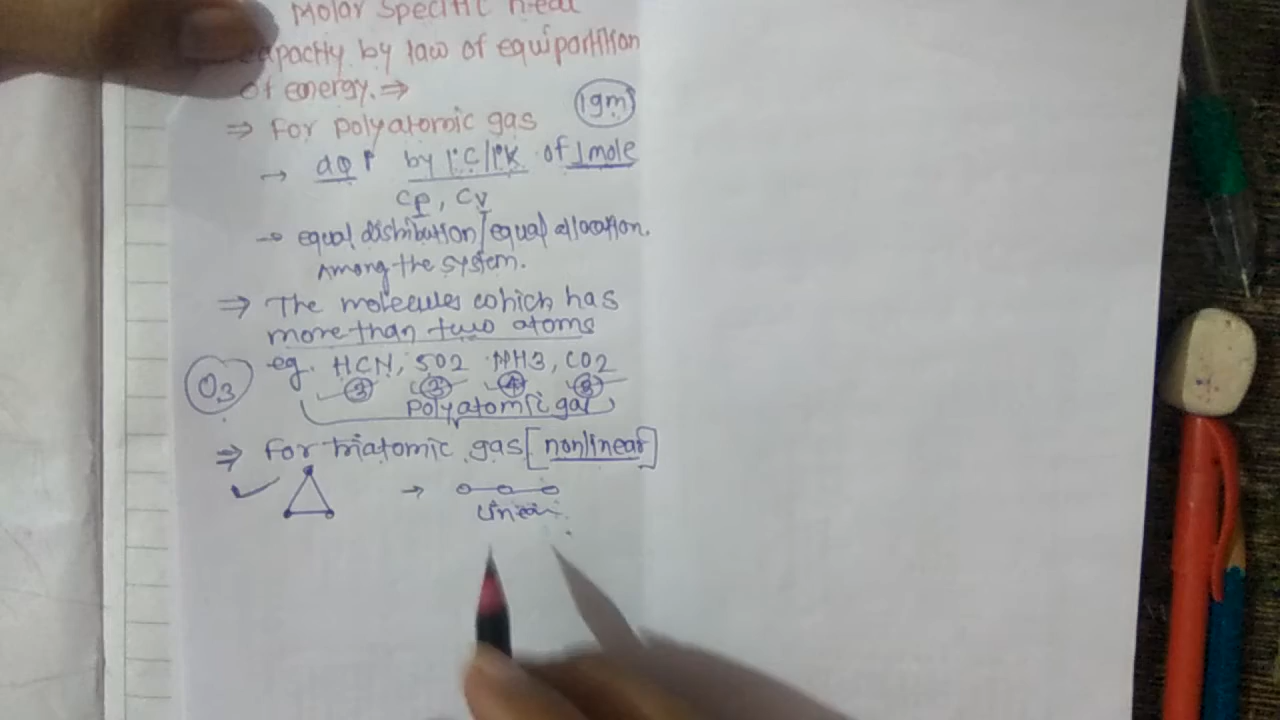 Molar Specific heat
capacity by law of equipartition
of energy. ⇒
1gm
⇒ For polyatomic gas
→ dQ ↑ by 1°C/1°K of 1 mole
Cp, Cv
→ equal distribution/equal allocation.
Among the system.
⇒ The molecules which has
more than two atoms
eg. HCN, SO2 NH3, CO2
O3
3 3 4 3
polyatomic gas
⇒ For triatomic gas [nonlinear]
→
Linear